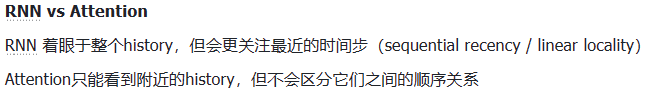 RNN vs Attention
RNN 着眼于整个history，但会更关注最近的时间步（sequential recency / linear locality）
Attention只能看到附近的history，但不会区分它们之间的顺序关系